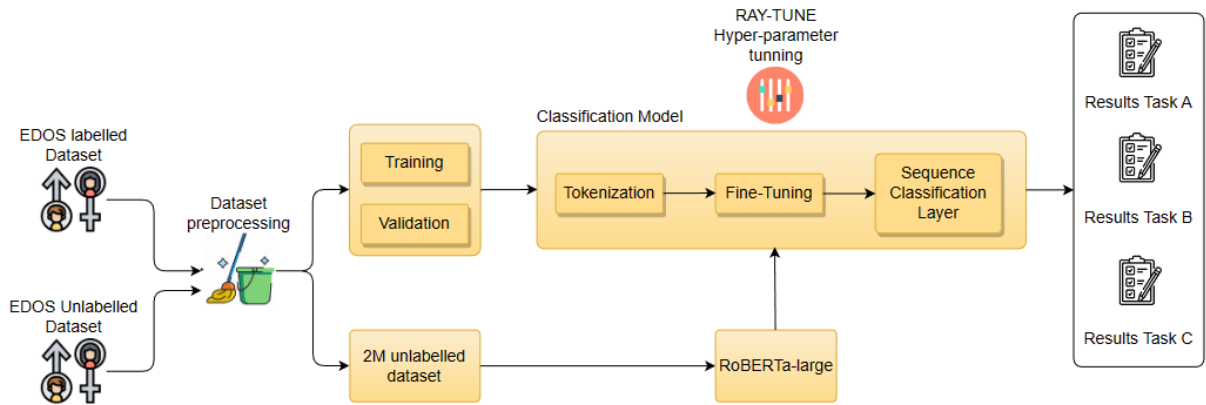 RAY-TUNE
Hyper-parameter
tunning
Classification Model
EDOS labelled
Dataset
Training
Validation
Tokenization
Fine-Tuning
Sequence
Classification
Layer
Dataset
preprocessing
EDOS Unlabelled
Dataset
2M unlabelled
dataset
RoBERTa-large
Results Task A
Results Task B
Results Task C